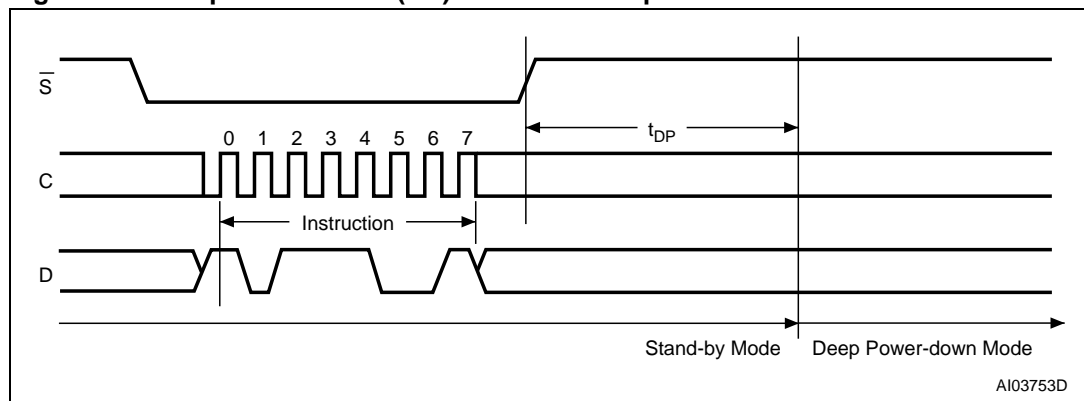 S
0 1 2 3 4 5 6 7
tDP
C
Instruction
D
Stand-by Mode
Deep Power-down Mode
AI03753D